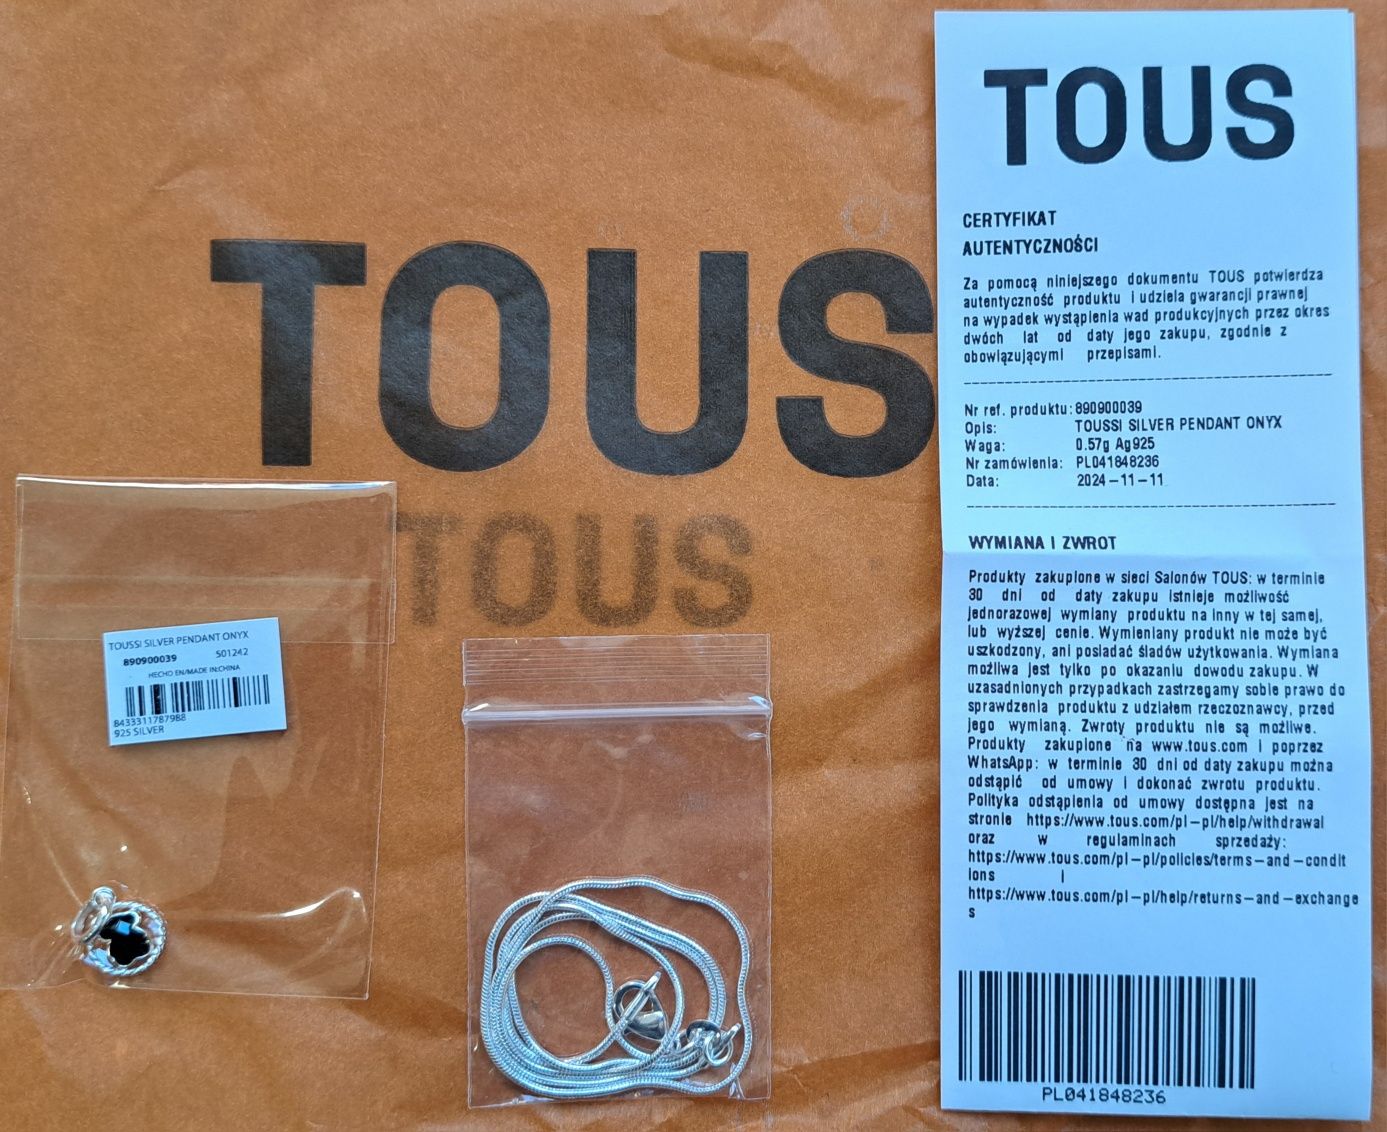 TOUS
TOUS
TOUSSI SILVER PENDANT ONYX
890900039 S01242
HECHO EN/MADE IN:CHINA
8433311787988
925 SILVER
TOUS
CERTYFIKAT
AUTENTYCZNOŚCI
Za pomocą niniejszego dokumentu TOUS potwierdza
autentyczność produktu i udziela gwarancji prawnej
na wypadek wystąpienia wad produkcyjnych przez okres
dwóch lat od daty jego zakupu, zgodnie z
obowiązującymi przepisami.
Nr ref. produktu: 890900039
Opis: TOUSSI SILVER PENDANT ONYX
Waga: 0.57g Ag925
Nr zamówienia: PL041848236
Data: 2024-11-11
WYMIANA I ZWROT
Produkty zakupione w sieci Salonów TOUS: w terminie
30 dni od daty zakupu istnieje możliwość
jednorazowej wymiany produktu na inny w tej samej,
lub wyższej cenie. Wymieniany produkt nie może być
uszkodzony, ani posiadać śladów użytkowania. Wymiana
możliwa jest tylko po okazaniu dowodu zakupu. W
uzasadnionych przypadkach zastrzegamy sobie prawo do
sprawdzenia produktu z udziałem rzeczoznawcy, przed
jego wymianą. Zwroty produktu nie są możliwe.
Produkty zakupione na www.tous.com i poprzez
WhatsApp: w terminie 30 dni od daty zakupu można
odstąpić od umowy i dokonać zwrotu produktu.
Polityka odstąpienia od umowy dostępna jest na
stronie https://www.tous.com/pl-pl/help/withdrawal
oraz w regulaminach sprzedaży:
https://www.tous.com/pl-pl/policies/terms-and-condit
ions i
https://www.tous.com/pl-pl/help/returns-and-exchange
s
PL041848236